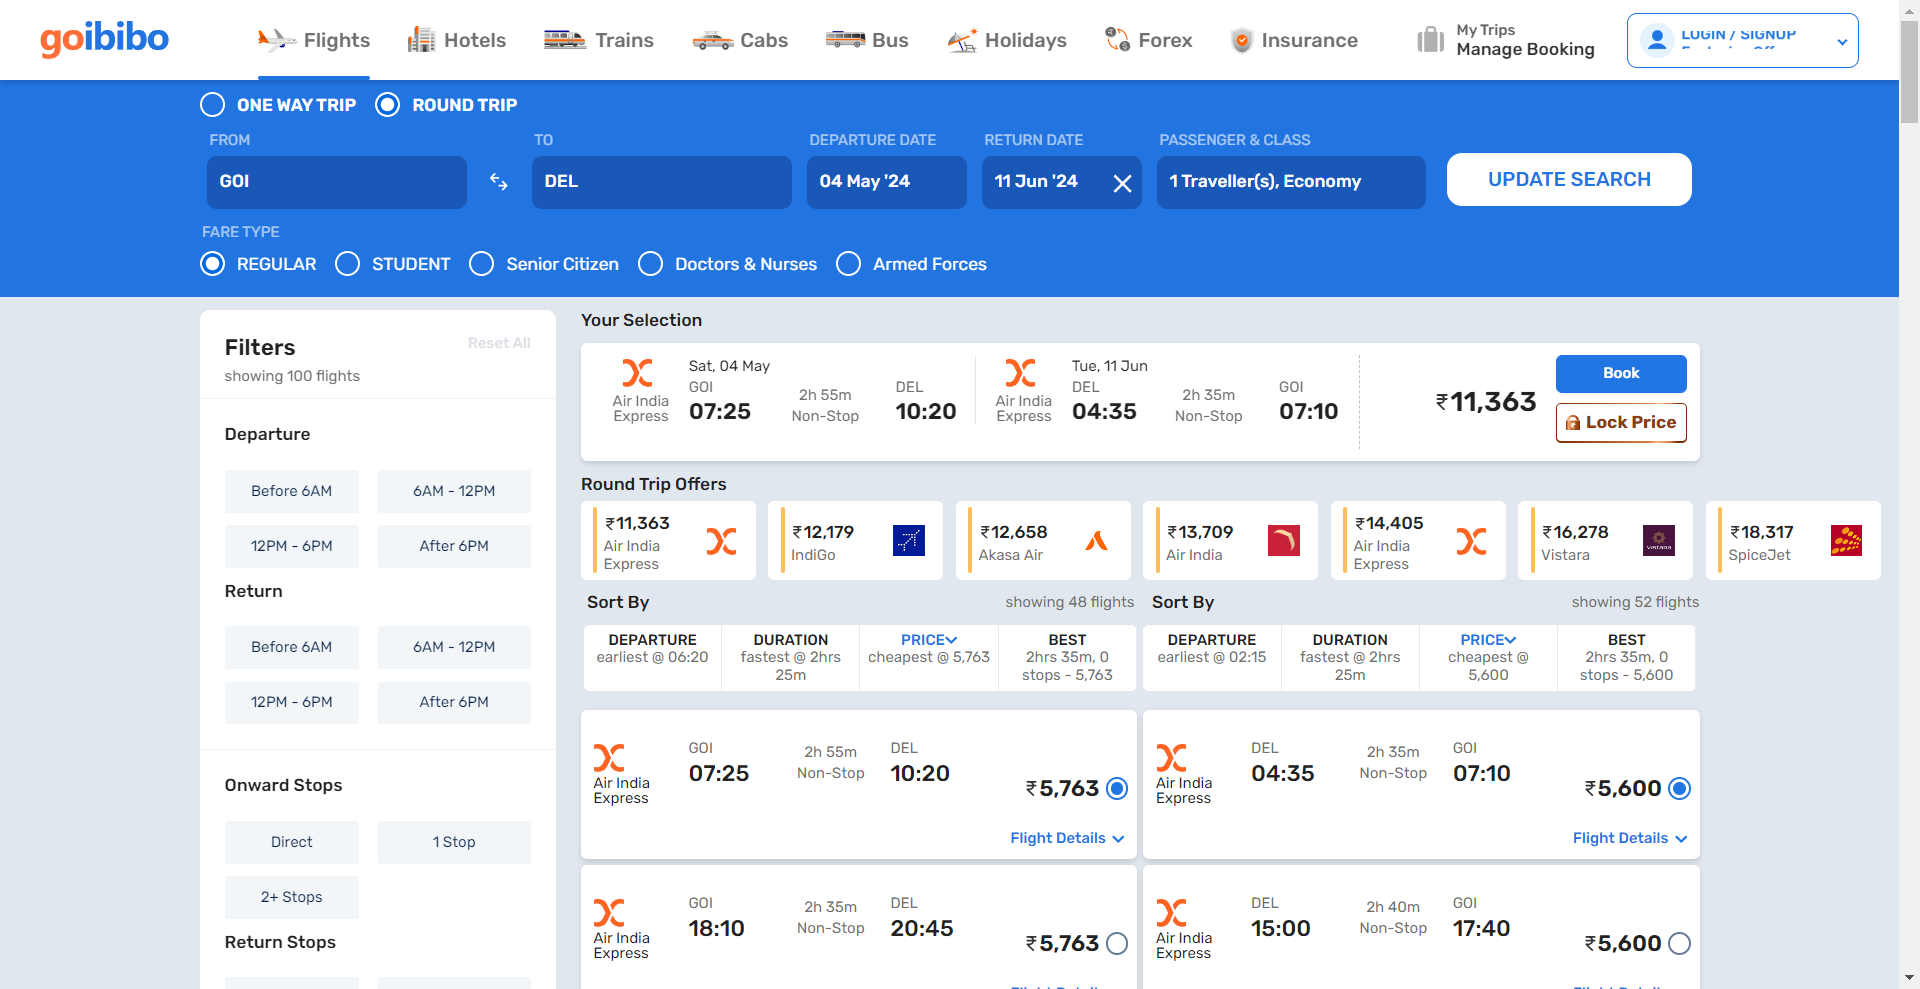 goibibo
Flights
Hotels
Trains
Cabs
Bus
Holidays
Forex
Insurance
My Trips
Manage Booking
LOGIN / SIGNUP
ONE WAY TRIP
ROUND TRIP
FROM
TO
DEPARTURE DATE
RETURN DATE
PASSENGER & CLASS
GOI
DEL
04 May '24
11 Jun '24
1 Traveller(s), Economy
UPDATE SEARCH
FARE TYPE
REGULAR
STUDENT
Senior Citizen
Doctors & Nurses
Armed Forces
Filters
Reset All
showing 100 flights
Departure
Before 6AM
6AM - 12PM
12PM - 6PM
After 6PM
Return
Before 6AM
6AM - 12PM
12PM - 6PM
After 6PM
Onward Stops
Direct
1 Stop
2+ Stops
Return Stops
Your Selection
Air India
Express
Sat, 04 May
GOI
07:25
2h 55m
Non-Stop
DEL
10:20
Air India
Express
Tue, 11 Jun
DEL
04:35
2h 35m
Non-Stop
GOI
07:10
₹11,363
Book
Lock Price
Round Trip Offers
₹11,363
Air India
Express
₹12,179
IndiGo
₹12,658
Akasa Air
₹13,709
Air India
₹14,405
Air India
Express
₹16,278
Vistara
VISTARA
₹18,317
SpiceJet
Sort By
showing 48 flights
DEPARTURE
earliest @ 06:20
DURATION
fastest @ 2hrs
25m
PRICE
cheapest @ 5,763
BEST
2hrs 35m, 0
stops - 5,763
Sort By
showing 52 flights
DEPARTURE
earliest @ 02:15
DURATION
fastest @ 2hrs
25m
PRICE
cheapest @
5,600
BEST
2hrs 35m, 0
stops - 5,600
Air India
Express
GOI
07:25
2h 55m
Non-Stop
DEL
10:20
₹5,763
Flight Details
Air India
Express
DEL
04:35
2h 35m
Non-Stop
GOI
07:10
₹5,600
Flight Details
Air India
Express
GOI
18:10
2h 35m
Non-Stop
DEL
20:45
₹5,763
Air India
Express
DEL
15:00
2h 40m
Non-Stop
GOI
17:40
₹5,600